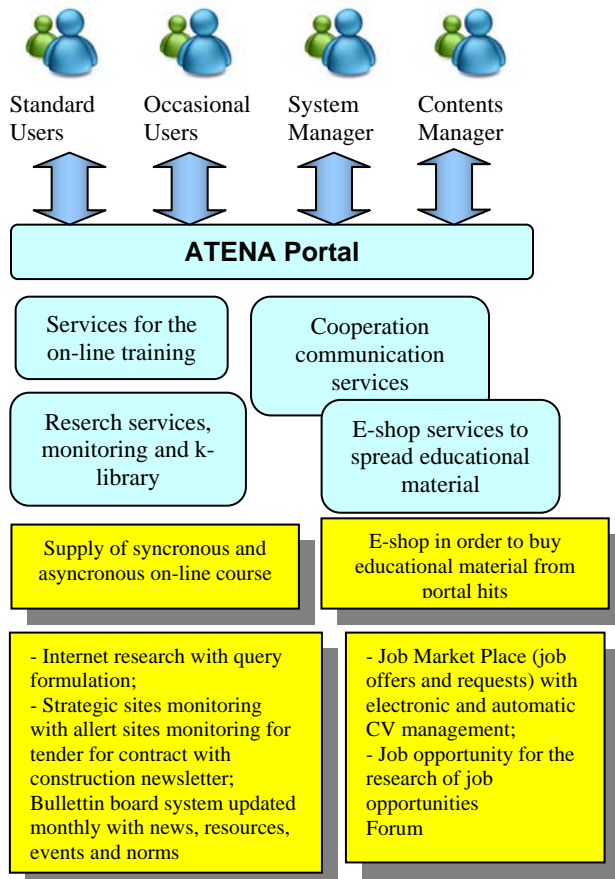 Standard
Users
Occasional
Users
System
Manager
Contents
Manager
ATENA Portal
Services for the
on-line training
Cooperation
communication
services
Reserch services,
monitoring and k-
library
E-shop services to
spread educational
material
Supply of syncronous and
asyncronous on-line course
E-shop in order to buy
educational material from
portal hits
- Internet research with query
formulation;
- Strategic sites monitoring
with allert sites monitoring for
tender for contract with
construction newsletter;
Bullettin board system updated
monthly with news, resources,
events and norms
- Job Market Place (job
offers and requests) with
electronic and automatic
CV management;
- Job opportunity for the
research of job
opportunities
Forum